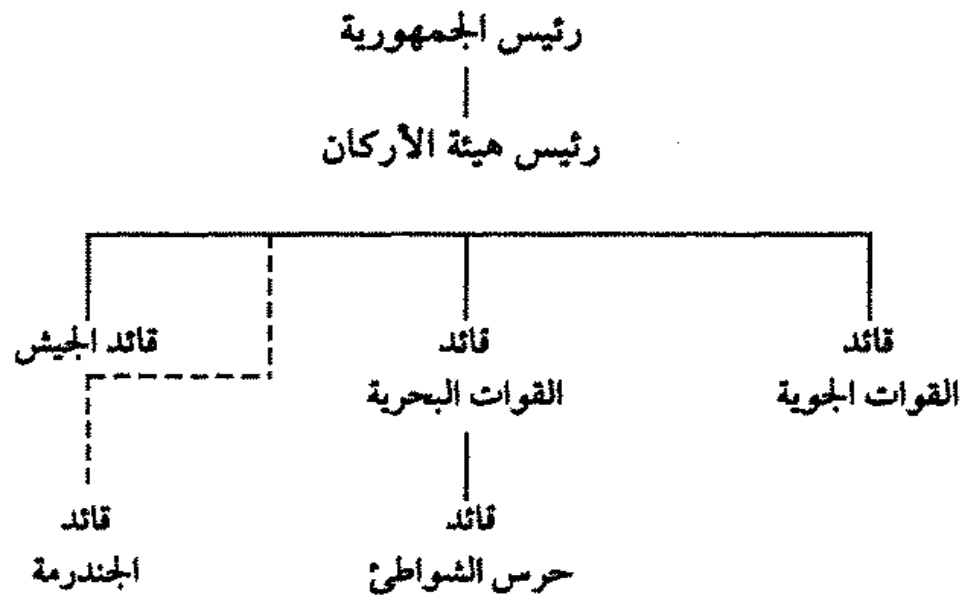 رئيس الجمهورية
رئيس هيئة الأركان
قائد
القوات الجوية
قائد
القوات البحرية
قائد الجيش
قائد
حرس الشواطئ
قائد
الجندرمة